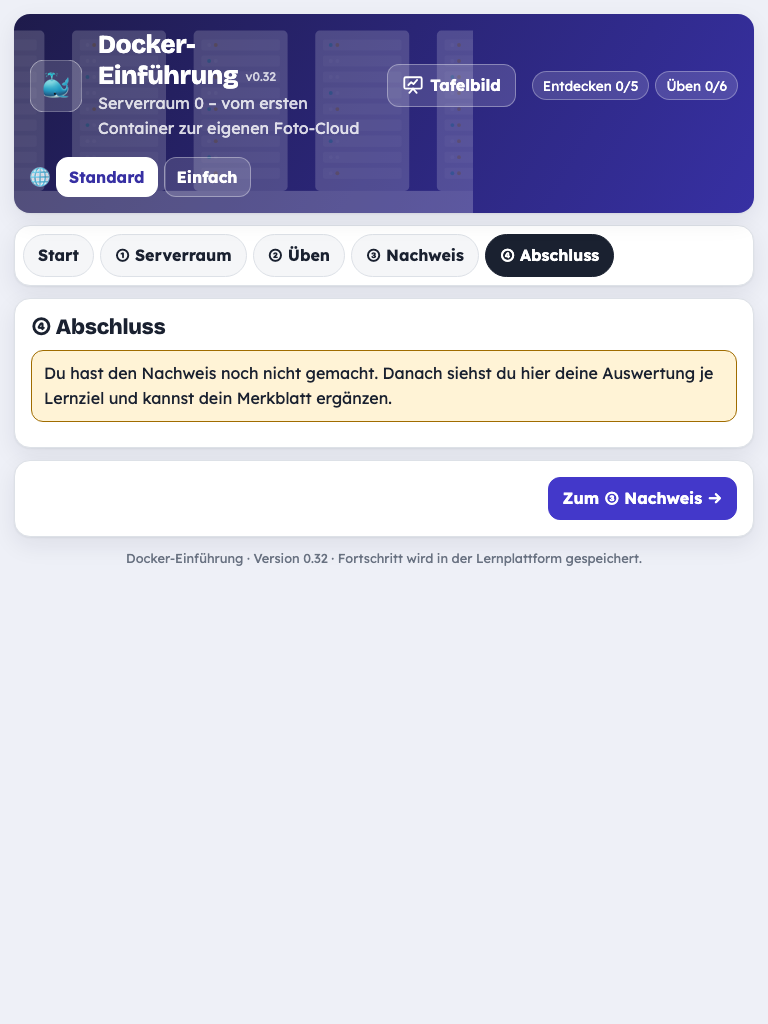 Docker-
Einführung v0.32
Serverraum 0 – vom ersten
Container zur eigenen Foto-Cloud
Tafelbild
Entdecken 0/5
Üben 0/6
Standard
Einfach
Start
① Serverraum
② Üben
③ Nachweis
④ Abschluss
④ Abschluss
Du hast den Nachweis noch nicht gemacht. Danach siehst du hier deine Auswertung je
Lernziel und kannst dein Merkblatt ergänzen.
Zum ③ Nachweis →
Docker-Einführung · Version 0.32 · Fortschritt wird in der Lernplattform gespeichert.